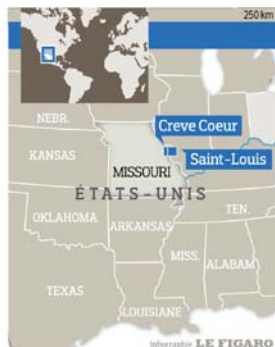 250 km
NEBR.
Creve Coeur
KANSAS
Saint-Louis
MISSOURI
ÉTATS-UNIS
TEN.
OKLAHOMA
ARKANSAS
MISS.
ALABAM
TEXAS
LOUISIANE
Infographie LE FIGARO